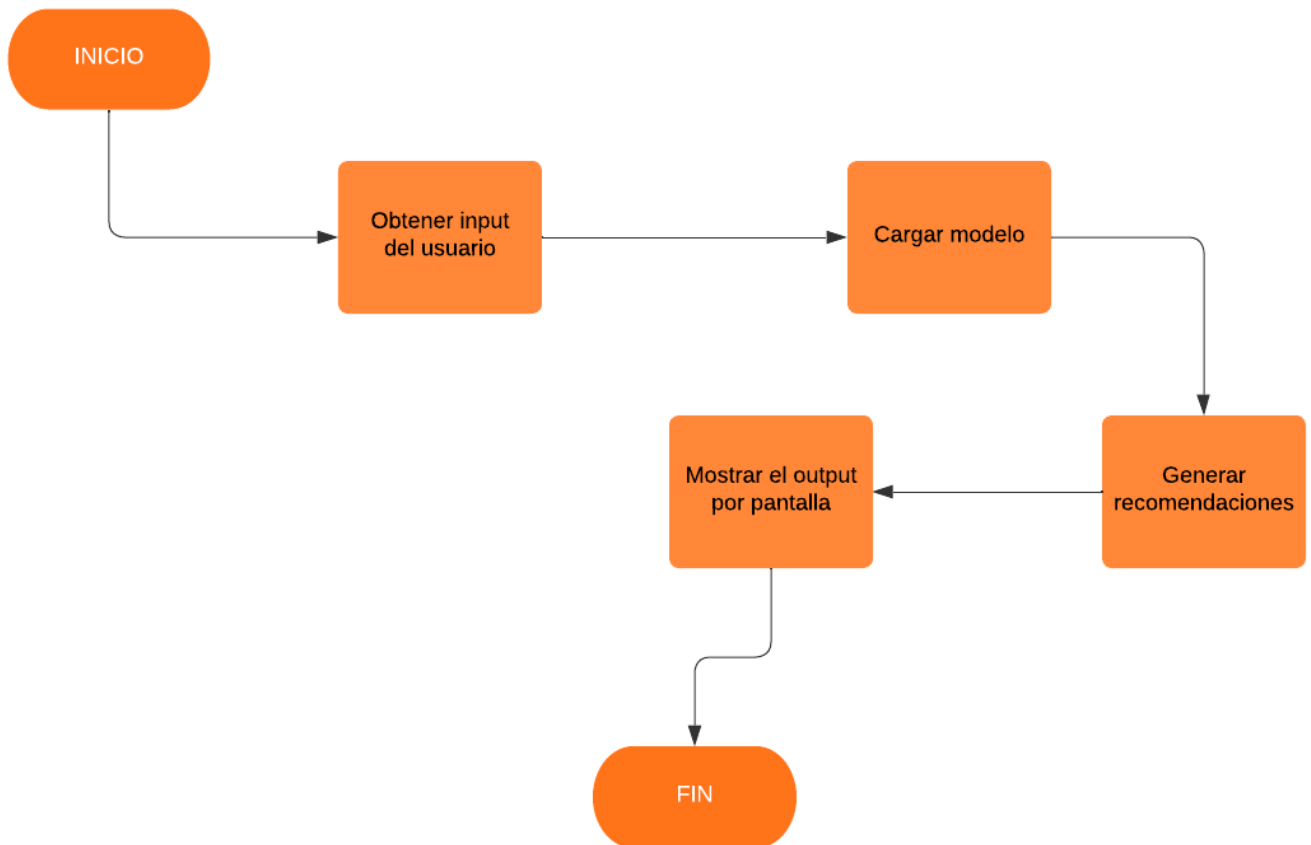 INICIO
Obtener input
del usuario
Cargar modelo
Generar
recomendaciones
Mostrar el output
por pantalla
FIN